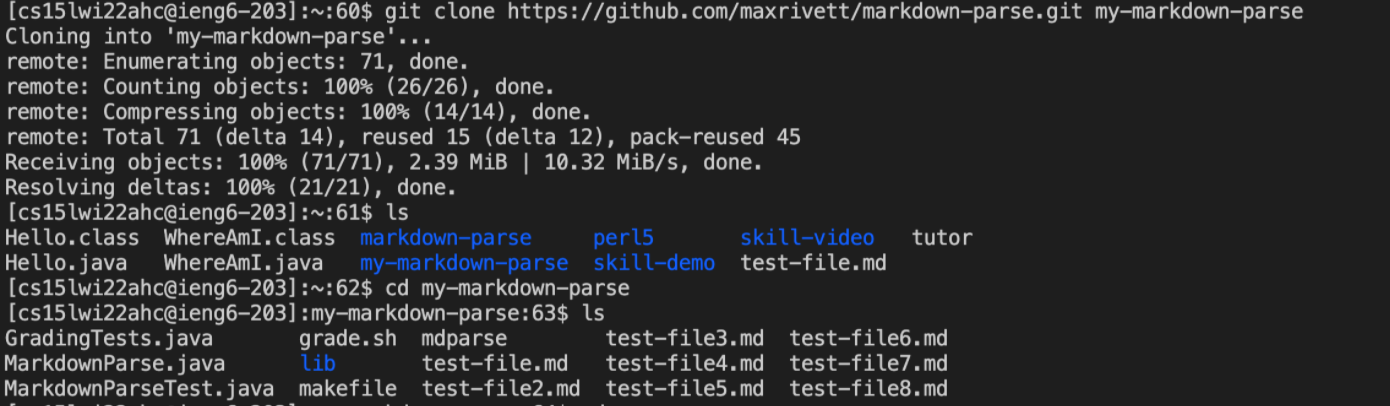 [cs15lwi22ahc@ieng6-203]:~:60$ git clone https://github.com/maxrivett/markdown-parse.git my-markdown-parse
Cloning into 'my-markdown-parse'...
remote: Enumerating objects: 71, done.
remote: Counting objects: 100% (26/26), done.
remote: Compressing objects: 100% (14/14), done.
remote: Total 71 (delta 14), reused 15 (delta 12), pack-reused 45
Receiving objects: 100% (71/71), 2.39 MiB | 10.32 MiB/s, done.
Resolving deltas: 100% (21/21), done.
[cs15lwi22ahc@ieng6-203]:~:61$ ls
Hello.class  WhereAmI.class  markdown-parse     perl5       skill-video   tutor
Hello.java   WhereAmI.java   my-markdown-parse  skill-demo  test-file.md
[cs15lwi22ahc@ieng6-203]:~:62$ cd my-markdown-parse
[cs15lwi22ahc@ieng6-203]:my-markdown-parse:63$ ls
GradingTests.java       grade.sh  mdparse        test-file3.md  test-file6.md
MarkdownParse.java      lib       test-file.md   test-file4.md  test-file7.md
MarkdownParseTest.java  makefile  test-file2.md  test-file5.md  test-file8.md